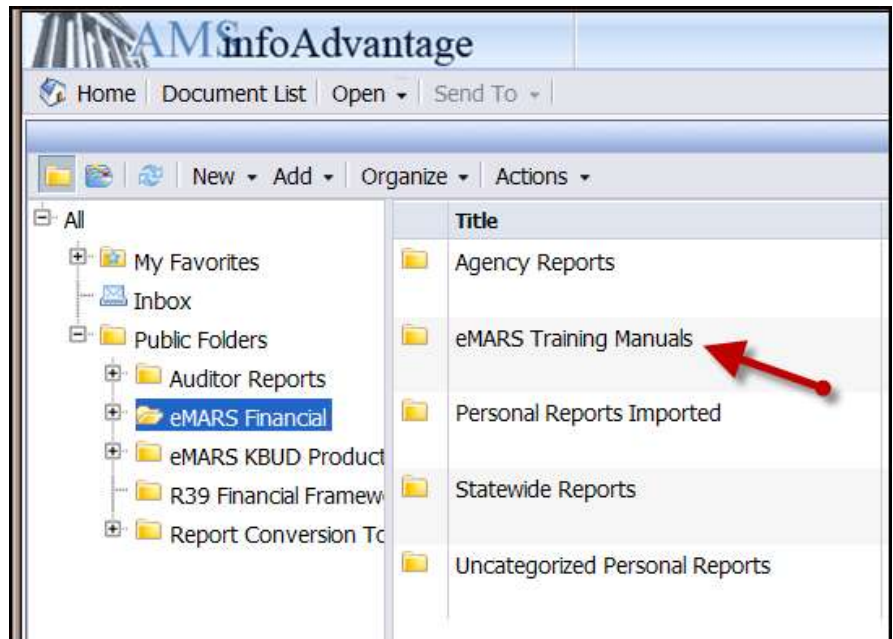 AMSinfoAdvantage
Home Document List Open Send To
New Add Organize Actions
All
My Favorites
Inbox
Public Folders
Auditor Reports
eMARS Financial
eMARS KBUD Product
R39 Financial Framew
Report Conversion To
Title
Agency Reports
eMARS Training Manuals
Personal Reports Imported
Statewide Reports
Uncategorized Personal Reports